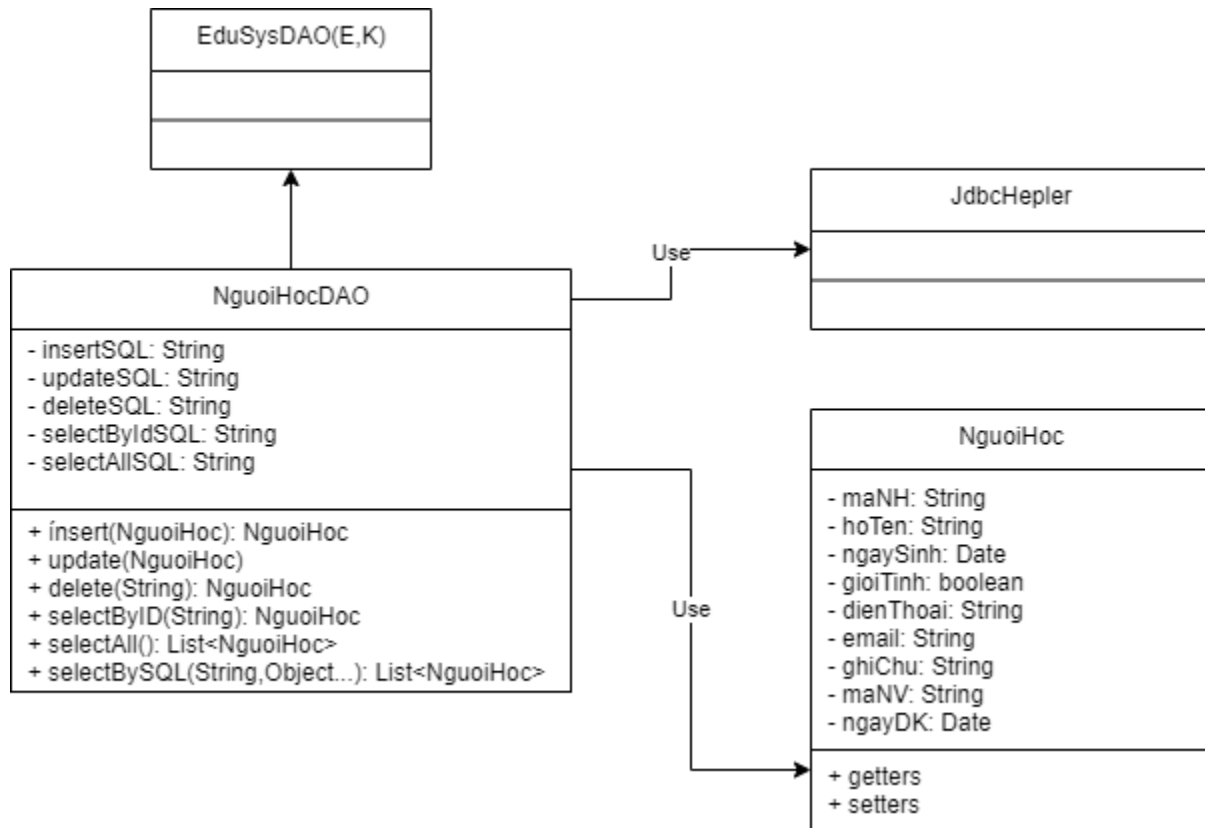 EduSysDAO(E,K)
JdbcHepler
Use
NguoiHocDAO
- insertSQL: String
- updateSQL: String
- deleteSQL: String
- selectByIdSQL: String
- selectAllSQL: String
+ ínsert(NguoiHoc): NguoiHoc
+ update(NguoiHoc)
+ delete(String): NguoiHoc
+ selectByID(String): NguoiHoc
+ selectAll(): List<NguoiHoc>
+ selectBySQL(String,Object...): List<NguoiHoc>
Use
NguoiHoc
- maNH: String
- hoTen: String
- ngaySinh: Date
- gioiTinh: boolean
- dienThoai: String
- email: String
- ghiChu: String
- maNV: String
- ngayDK: Date
+ getters
+ setters